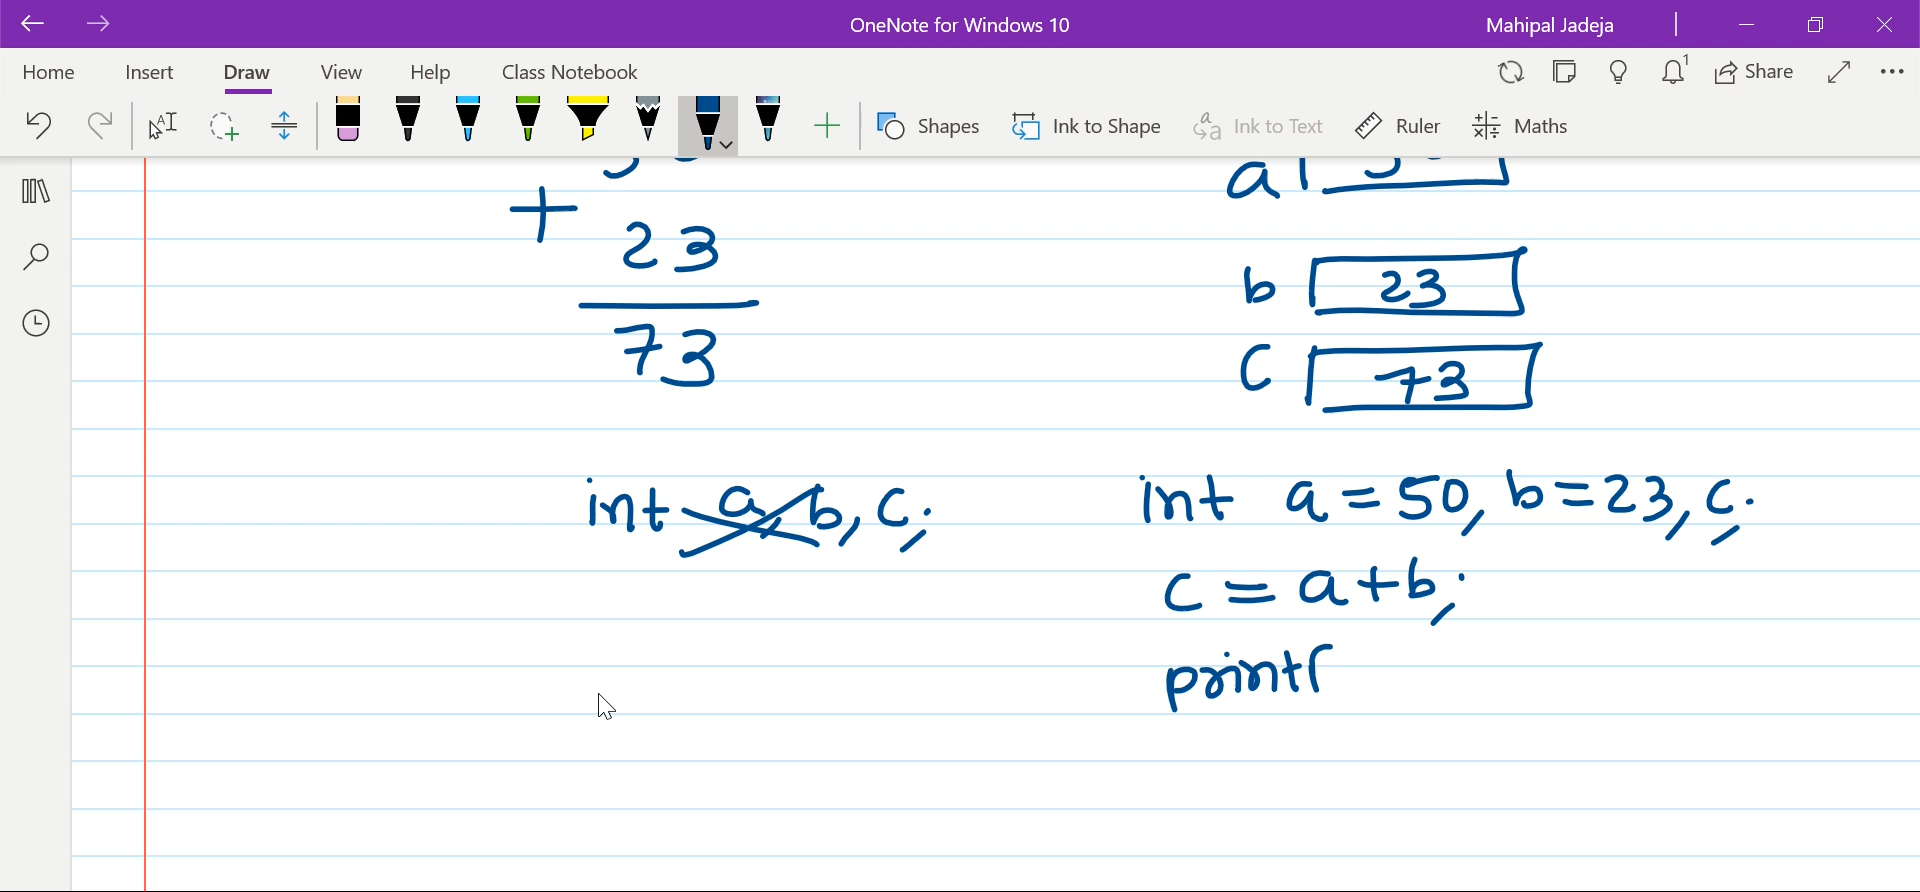 OneNote for Windows 10 Mahipal Jadeja
Home Insert Draw View Help Class Notebook 1 Share
Shapes Ink to Shape Ink to Text Ruler Maths
a
+
23
73
b 23
c 73
int a, b, c;
int a = 50, b = 23, c;
c = a + b;
printf